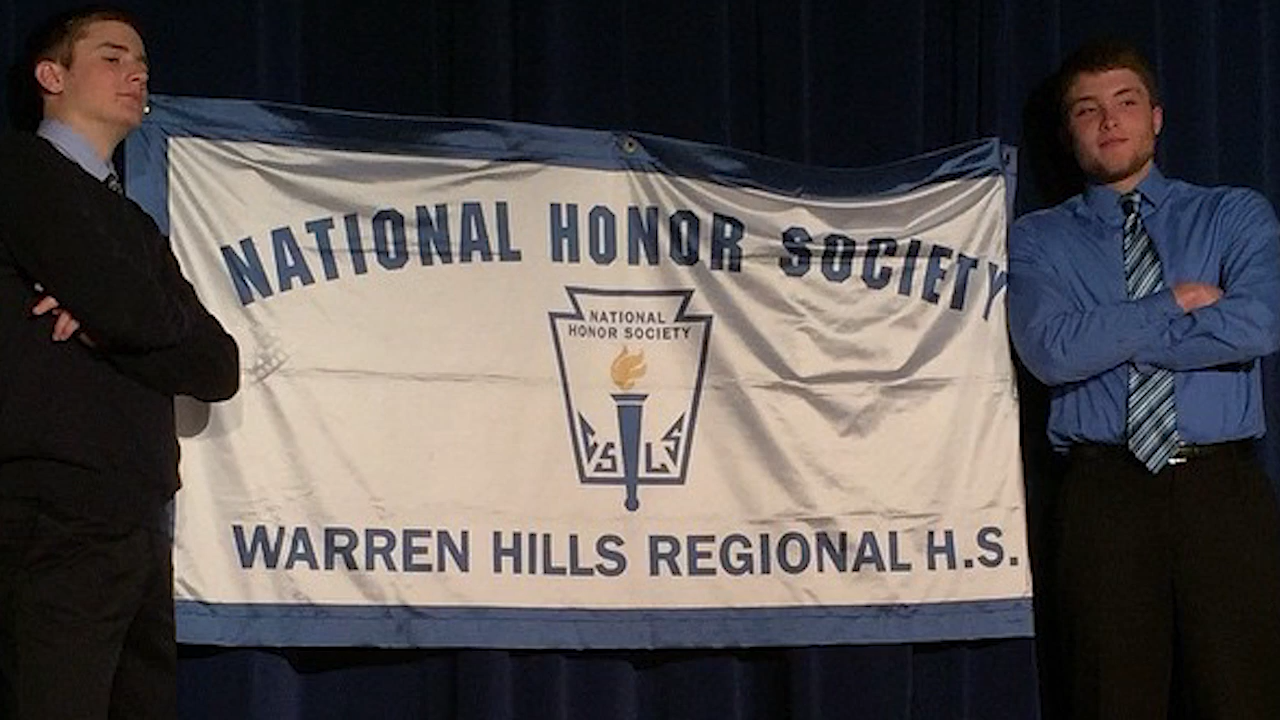 NATIONAL HONOR SOCIETY
NATIONAL
HONOR SOCIETY
C S L S
WARREN HILLS REGIONAL H.S.